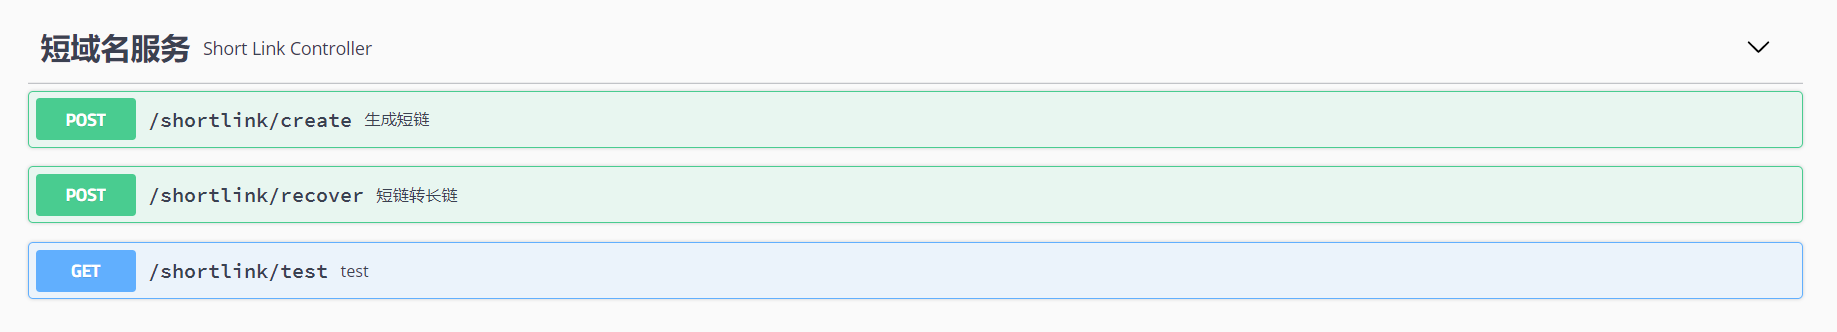 短域名服务 Short Link Controller
POST /shortlink/create 生成短链
POST /shortlink/recover 短链转长链
GET /shortlink/test test